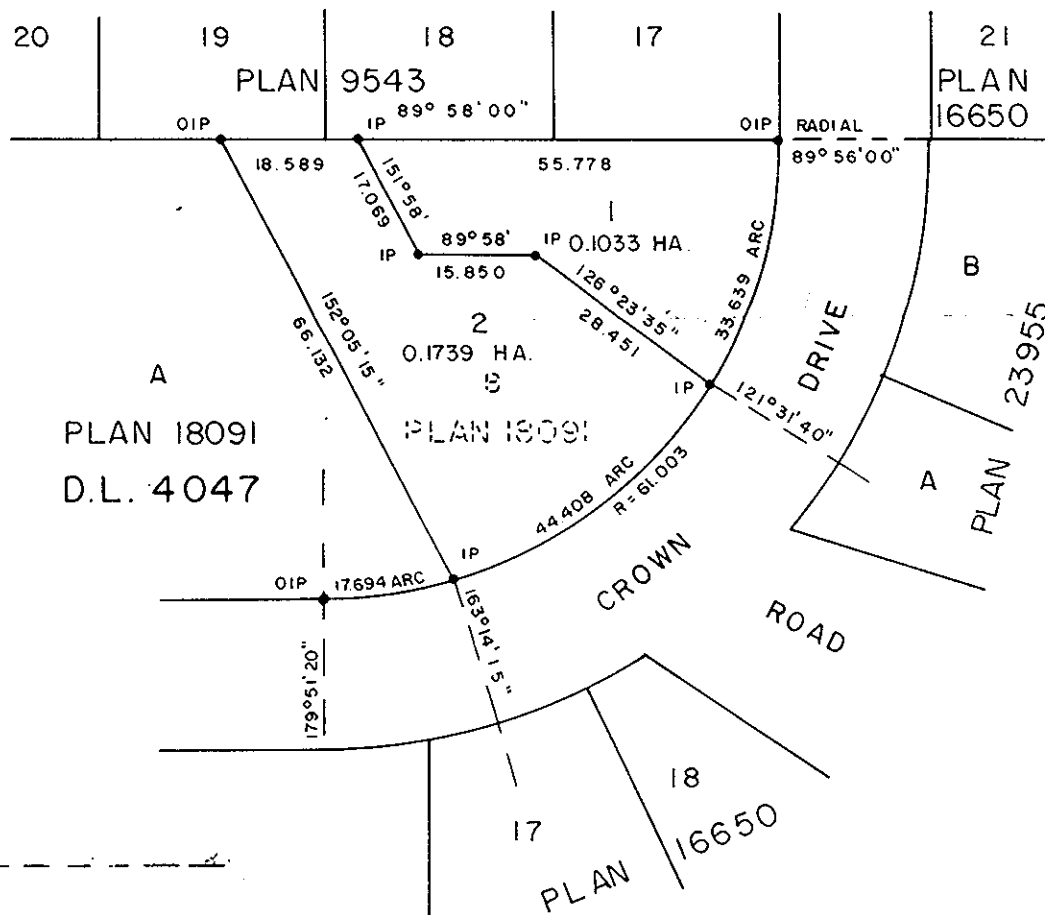 20
19
18
17
21
PLAN 9543
PLAN
16650
OIP
IP
89° 58' 00"
OIP
RADIAL
89° 56' 00"
18.589
55.778
151° 58'
17.069
1
0.1033 HA.
89° 58'
IP
IP
15.850
126° 23' 35"
28.451
33.639 ARC
B
DRIVE
PLAN 23955
152° 05' 15"
66.132
2
0.1739 HA.
B
PLAN 18091
A
PLAN 18091
D.L. 4047
IP
121° 31' 40"
A
44.408 ARC
R = 61.003
IP
OIP
17.694 ARC
CROWN
ROAD
163° 14' 15"
179° 51' 20"
18
17
PLAN 16650